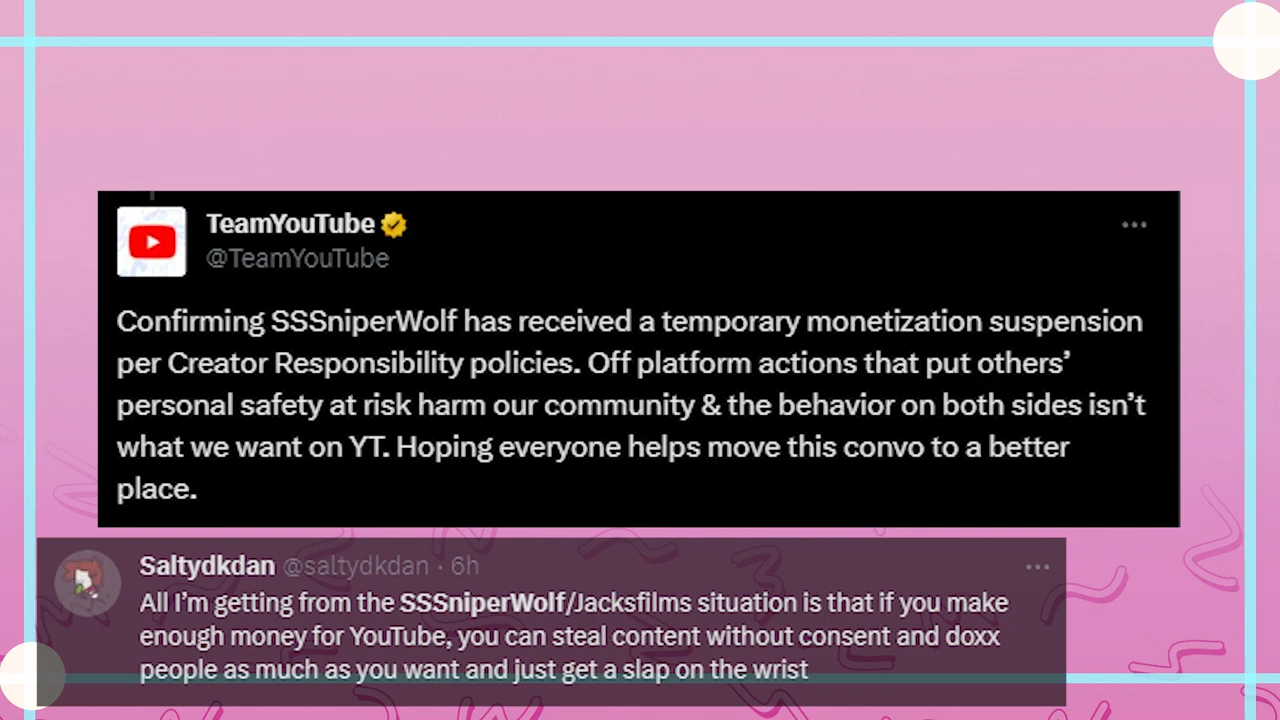 TeamYouTube
@TeamYouTube
Confirming SSSniperWolf has received a temporary monetization suspension
per Creator Responsibility policies. Off platform actions that put others’
personal safety at risk harm our community & the behavior on both sides isn’t
what we want on YT. Hoping everyone helps move this convo to a better
place.
Saltydkdan @saltydkdan · 6h
All I’m getting from the SSSniperWolf/Jacksfilms situation is that if you make
enough money for YouTube, you can steal content without consent and doxx
people as much as you want and just get a slap on the wrist